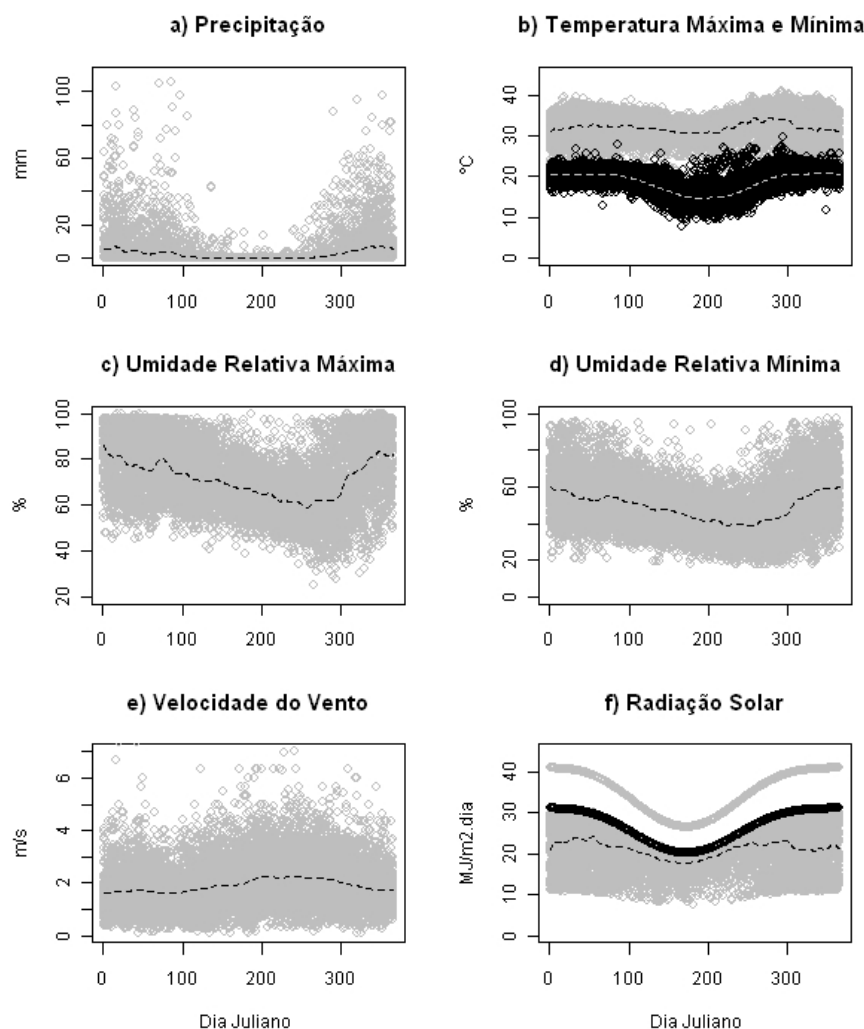 a) Precipitação
b) Temperatura Máxima e Mínima
mm
0 20 60 100
0 100 200 300
ºC
0 10 20 30 40
0 100 200 300
c) Umidade Relativa Máxima
d) Umidade Relativa Mínima
%
20 40 60 80 100
0 100 200 300
%
0 20 40 60 80 100
0 100 200 300
e) Velocidade do Vento
f) Radiação Solar
m/s
0 2 4 6
0 100 200 300
Dia Juliano
MJ/m2.dia
0 10 20 30 40
0 100 200 300
Dia Juliano